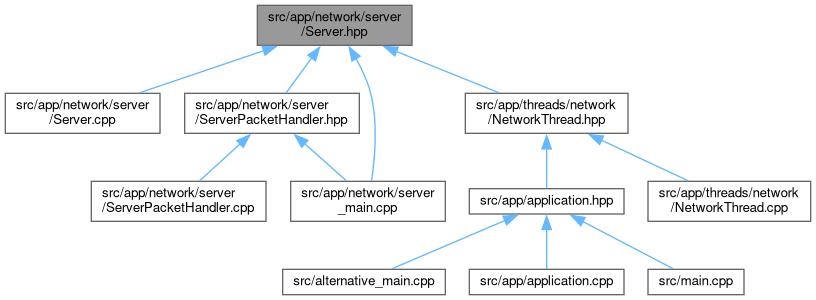 src/app/network/server
/Server.hpp
src/app/network/server
/Server.cpp
src/app/network/server
/ServerPacketHandler.hpp
src/app/threads/network
/NetworkThread.hpp
src/app/network/server
/ServerPacketHandler.cpp
src/app/network/server
_main.cpp
src/app/application.hpp
src/app/threads/network
/NetworkThread.cpp
src/alternative_main.cpp
src/app/application.cpp
src/main.cpp